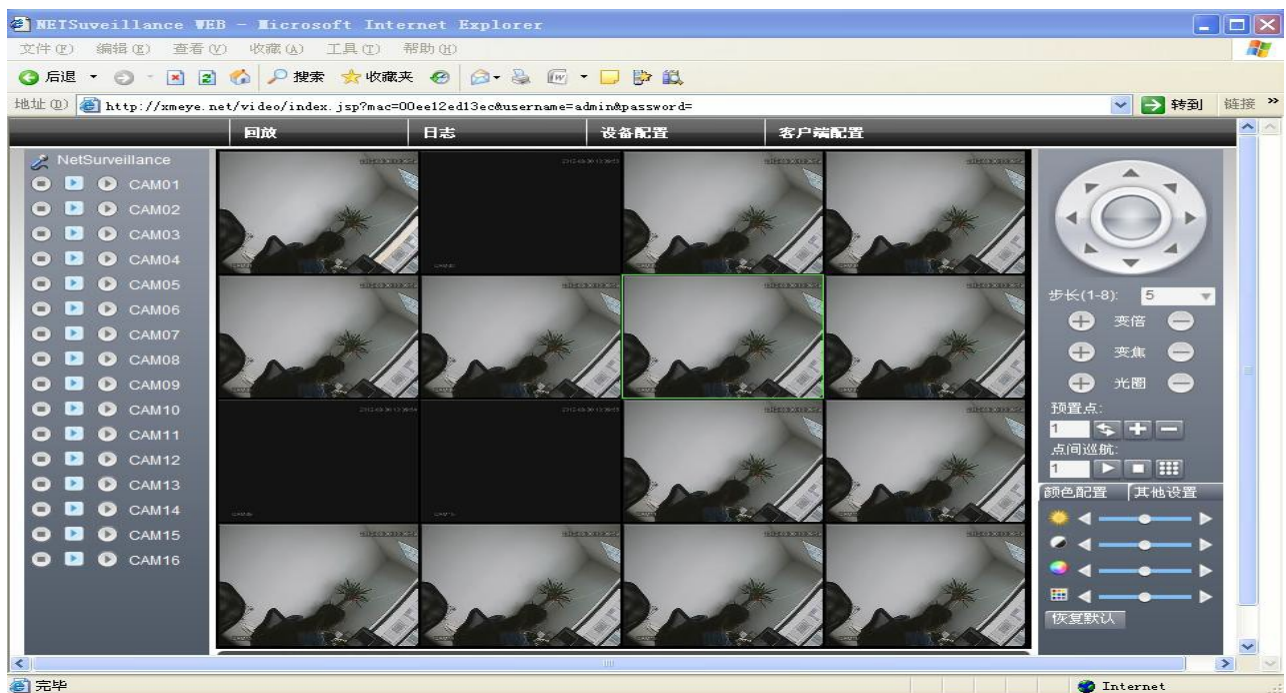 NETSuveillance WEB - Microsoft Internet Explorer
文件(F) 编辑(E) 查看(V) 收藏(A) 工具(T) 帮助(H)
后退 搜索 收藏夹
地址(D) http://xmeye.net/video/index.jsp?mac=00ea12ed13ec&username=admin&password= 转到 链接 »
回放 日志 设备配置 客户端配置
NetSurveillance
CAM01
CAM02
CAM03
CAM04
CAM05
CAM06
CAM07
CAM08
CAM09
CAM10
CAM11
CAM12
CAM13
CAM14
CAM15
CAM16
步长(1-8): 5
变倍
变焦
光圈
预置点:
1
点间巡航:
1
颜色配置 其他设置
恢复默认
完毕 Internet